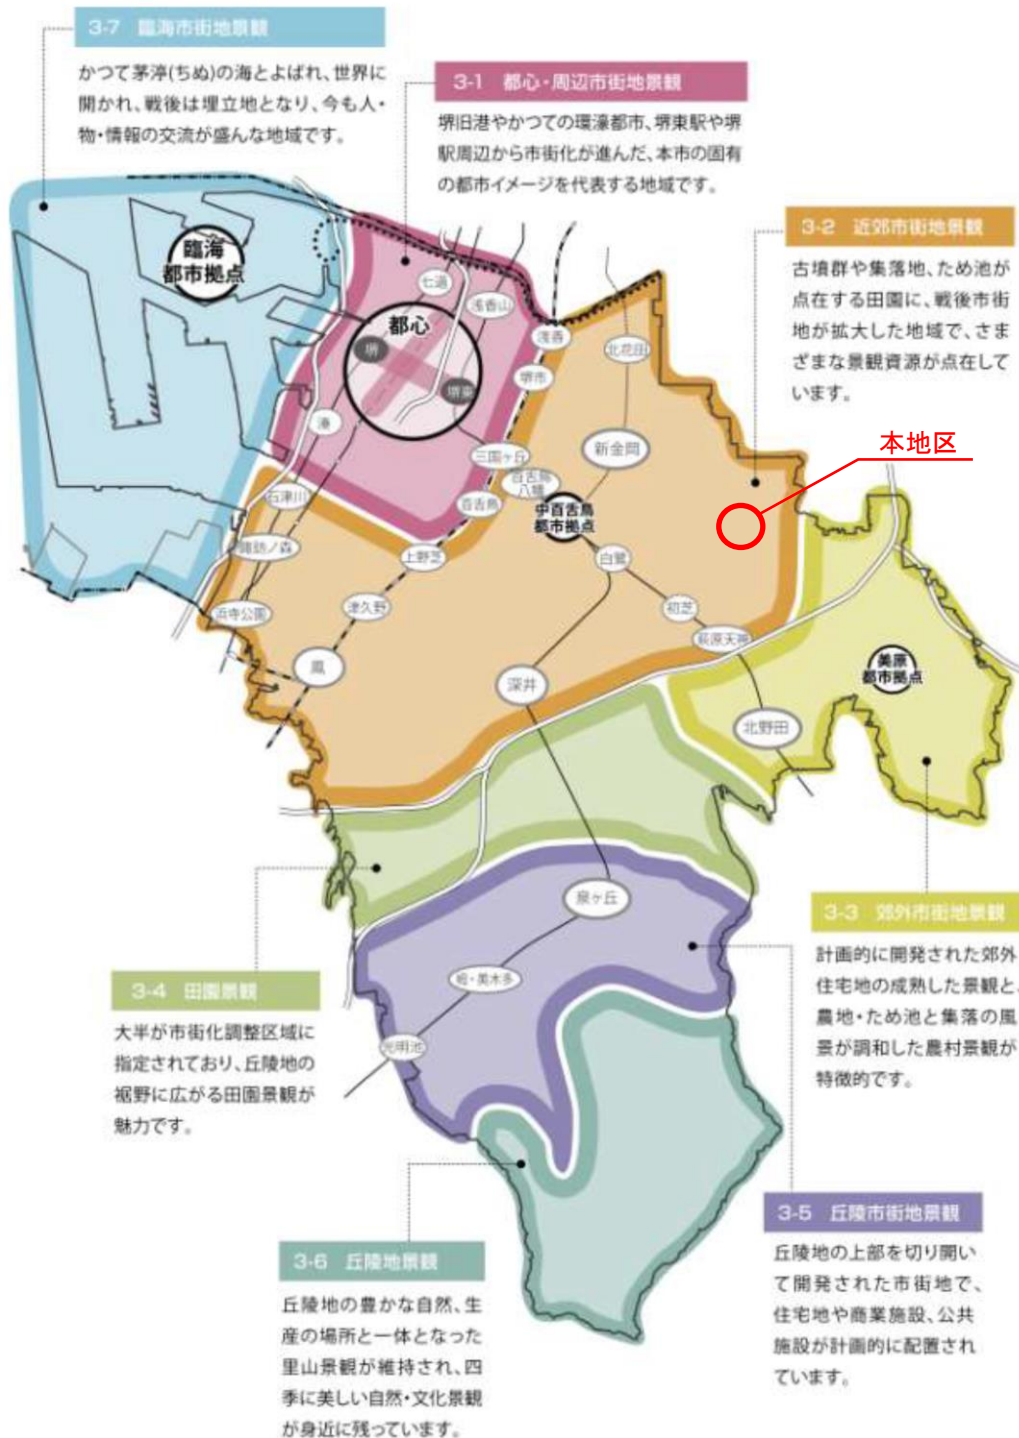 3-7 臨海市街地景観
かつて茅渟(ちぬ)の海とよばれ、世界に
開かれ、戦後は埋立地となり、今も人・
物・情報の交流が盛んな地域です。
3-1 都心・周辺市街地景観
堺旧港やかつての環濠都市、堺東駅や堺
駅周辺から市街化が進んだ、本市の固有
の都市イメージを代表する地域です。
3-2 近郊市街地景観
古墳群や集落地、ため池が
点在する田園に、戦後市街
地が拡大した地域で、さま
ざまな景観資源が点在して
います。
臨海
都市拠点
七道
浅香山
都心
浅香
北花田
堺
堺市
堺東
湊
新金岡
本地区
三国ヶ丘
百舌鳥
八幡
石津川
百舌鳥
中百舌鳥
都市拠点
諏訪ノ森
上野芝
白鷺
浜寺公園
津久野
初芝
萩原天神
鳳
美原
都市拠点
深井
北野田
泉ヶ丘
3-3 郊外市街地景観
計画的に開発された郊外
住宅地の成熟した景観と、
農地・ため池と集落の風
景が調和した農村景観が
特徴的です。
3-4 田園景観
大半が市街化調整区域に
指定されており、丘陵地の
裾野に広がる田園景観が
魅力です。
栂・美木多
光明池
3-5 丘陵市街地景観
丘陵地の上部を切り開い
て開発された市街地で、
住宅地や商業施設、公共
施設が計画的に配置され
ています。
3-6 丘陵地景観
丘陵地の豊かな自然、生
産の場所と一体となった
里山景観が維持され、四
季に美しい自然・文化景観
が身近に残っています。